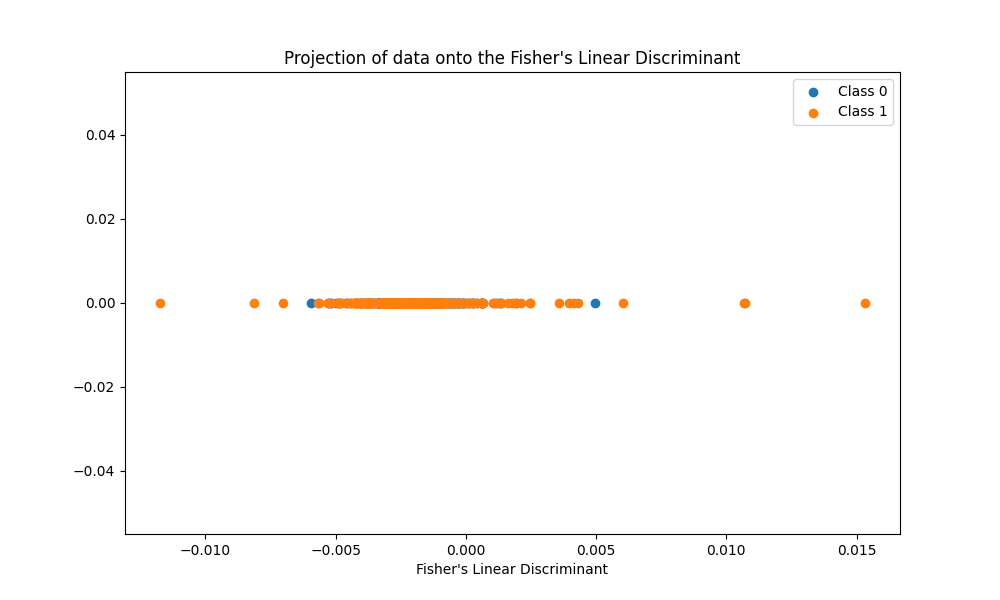 Projection of data onto the Fisher's Linear Discriminant
Class 0
Class 1
0.04
0.02
0.00
−0.02
−0.04
−0.010
−0.005
0.000
0.005
0.010
0.015
Fisher's Linear Discriminant